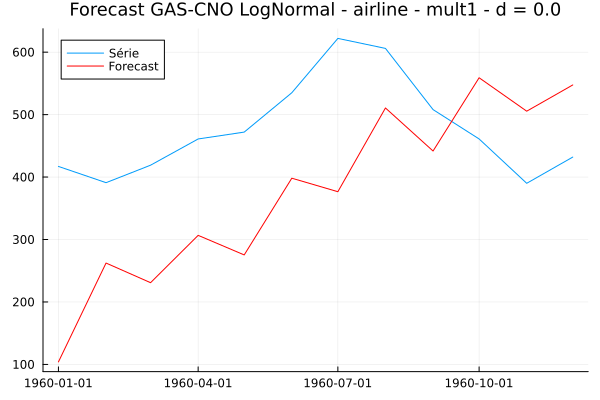 Forecast GAS-CNO LogNormal - airline - mult1 - d = 0.0
Série
Forecast
600
500
400
300
200
100
1960-01-01 1960-04-01 1960-07-01 1960-10-01